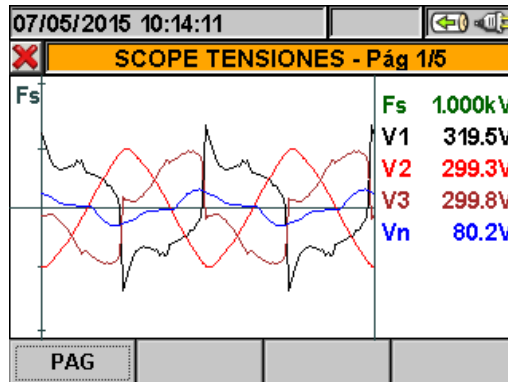 07/05/2015 10:14:11
SCOPE TENSIONES - Pág 1/5
Fs
Fs 1.000kV
V1 319.5V
V2 299.3V
V3 299.8V
Vn 80.2V
PAG